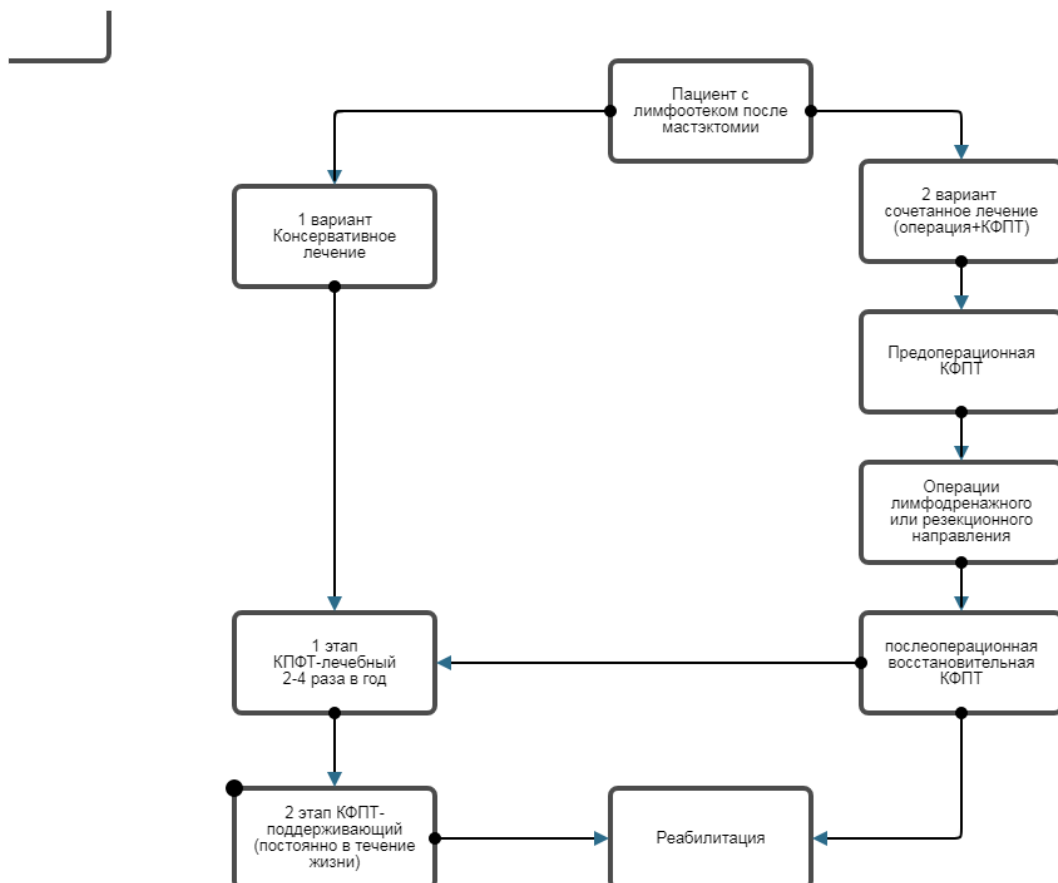 Пациент с
лимфоотеком после
мастэктомии
1 вариант
Консервативное
лечение
2 вариант
сочетанное лечение
(операция+КФПТ)
Предоперационная
КФПТ
Операции
лимфодренажного
или резекционного
направления
1 этап
КПФТ-лечебный
2-4 раза в год
послеоперационная
восстановительная
КФПТ
2 этап КФПТ-
поддерживающий
(постоянно в течение
жизни)
Реабилитация